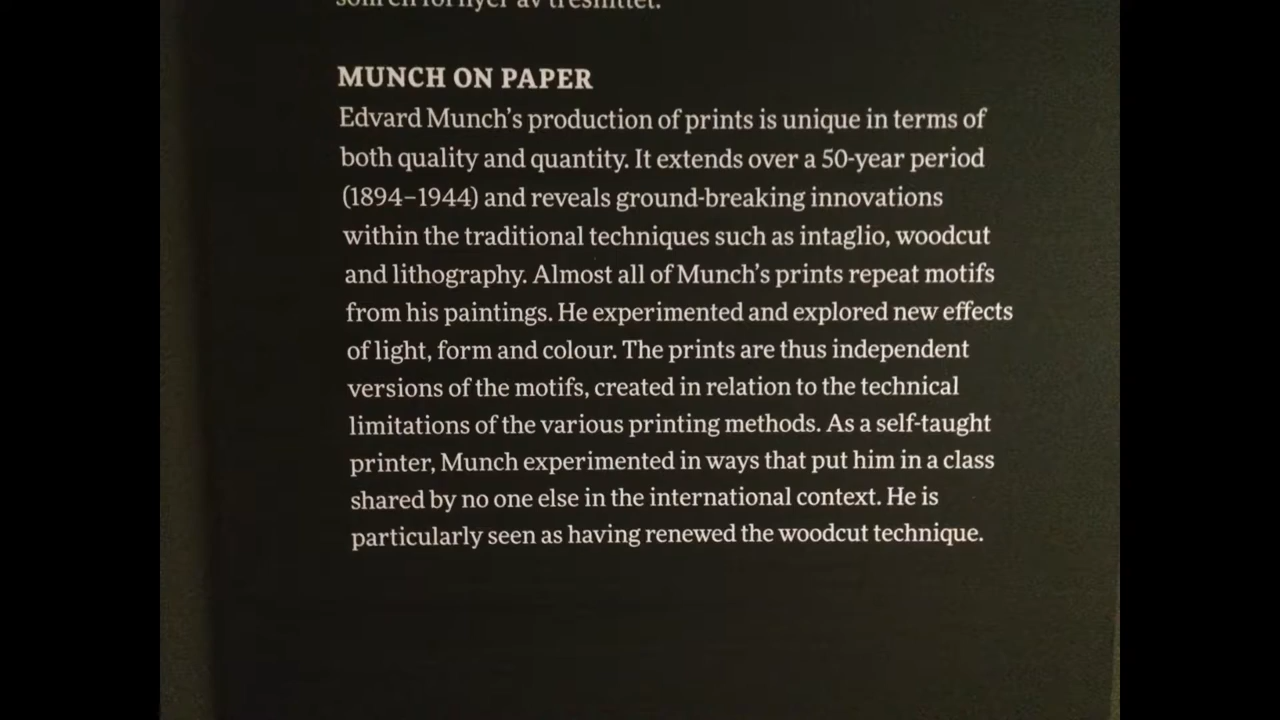 som en fornyer av tresnittet.
MUNCH ON PAPER
Edvard Munch's production of prints is unique in terms of
both quality and quantity. It extends over a 50-year period
(1894–1944) and reveals ground-breaking innovations
within the traditional techniques such as intaglio, woodcut
and lithography. Almost all of Munch's prints repeat motifs
from his paintings. He experimented and explored new effects
of light, form and colour. The prints are thus independent
versions of the motifs, created in relation to the technical
limitations of the various printing methods. As a self-taught
printer, Munch experimented in ways that put him in a class
shared by no one else in the international context. He is
particularly seen as having renewed the woodcut technique.